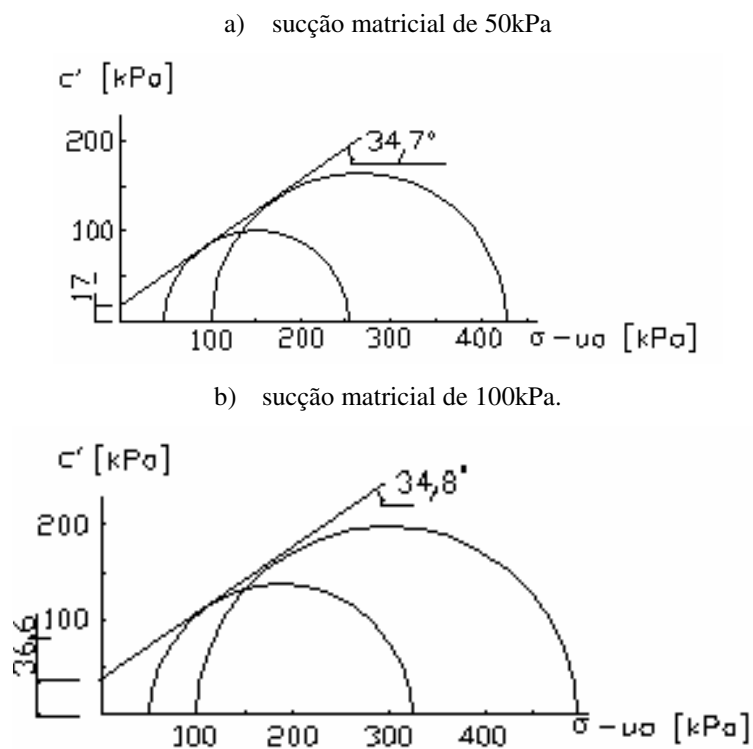 a) sucção matricial de 50kPa
c' [kPa]
200
34,7°
100
17
100 200 300 400 σ-ua [kPa]
b) sucção matricial de 100kPa.
c' [kPa]
34,8°
200
100
36,6
100 200 300 400 σ-ua [kPa]